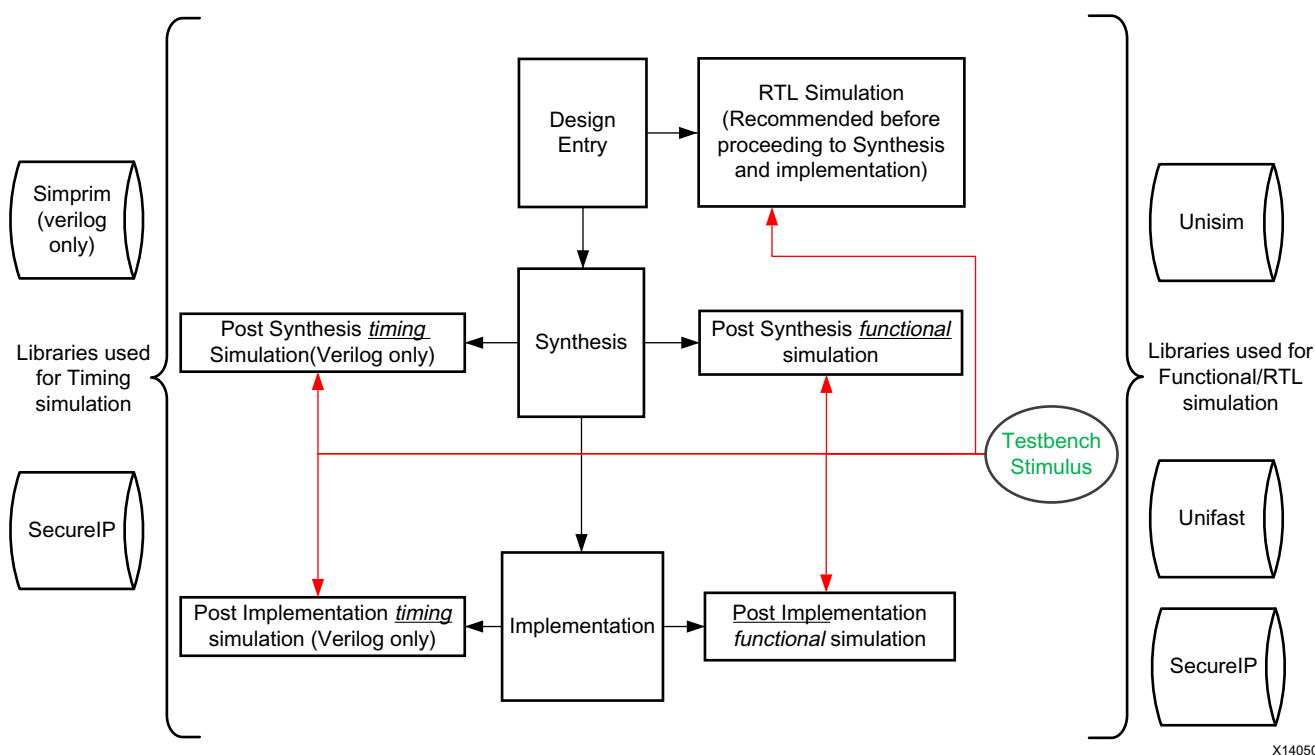 Design
Entry
RTL Simulation
(Recommended before
proceeding to Synthesis
and implementation)
Simprim
(verilog
only)
Unisim
Post Synthesis timing
Simulation(Verilog only)
Synthesis
Post Synthesis functional
simulation
Libraries used
for Timing
simulation
Libraries used for
Functional/RTL
simulation
Testbench
Stimulus
SecureIP
Unifast
Post Implementation timing
simulation (Verilog only)
Implementation
Post Implementation
functional simulation
SecureIP